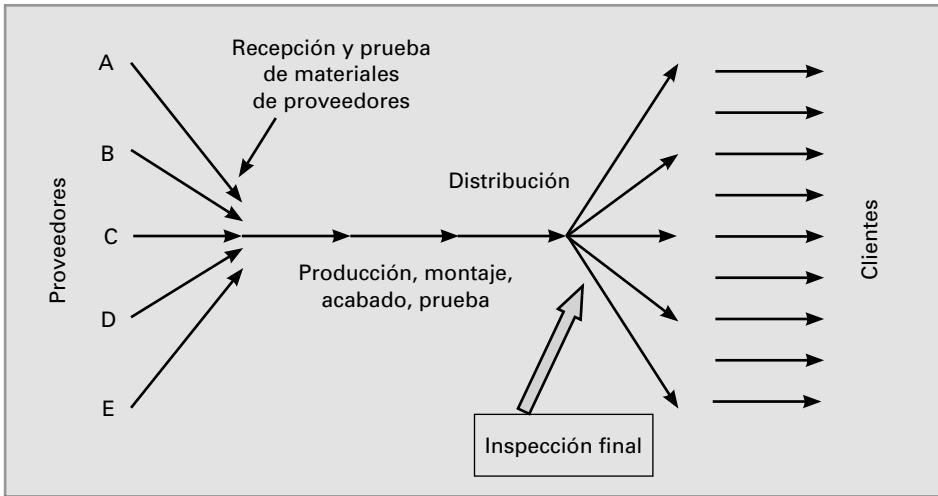 Proveedores
A
B
C
D
E
Recepción y prueba
de materiales
de proveedores
Producción, montaje,
acabado, prueba
Distribución
Inspección final
Clientes